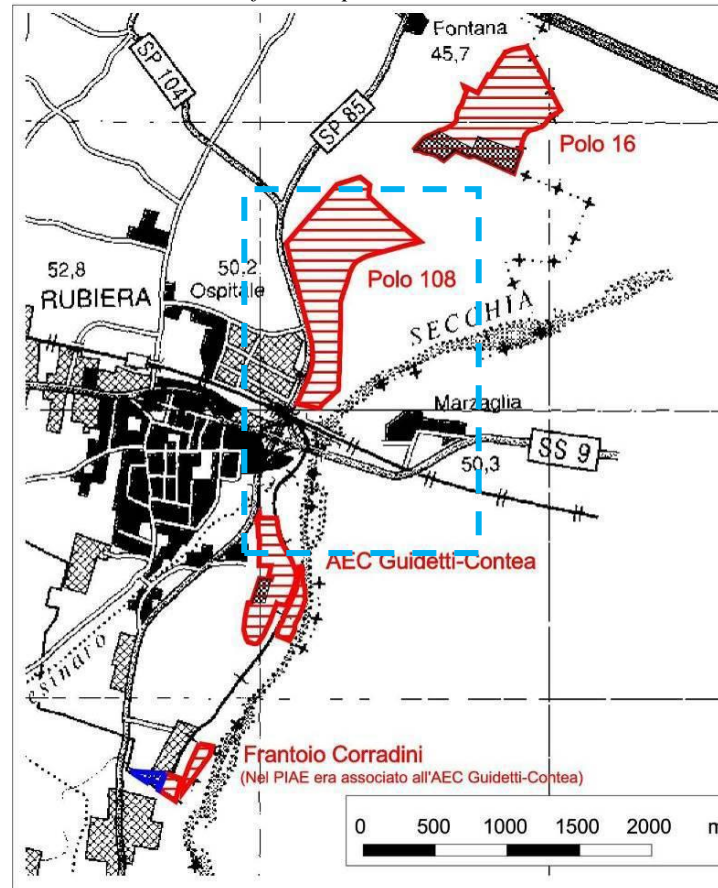 Fontana
45,7
SP 104
SP 85
Polo 16
52,8
50,2
RUBIERA
Ospitale
Polo 108
SECCHIA
Marzaglia
SS 9
50,3
AEC Guidetti-Contea
esinaro
Frantoio Corradini
(Nel PIAE era associato all'AEC Guidetti-Contea)
0 500 1000 1500 2000 m